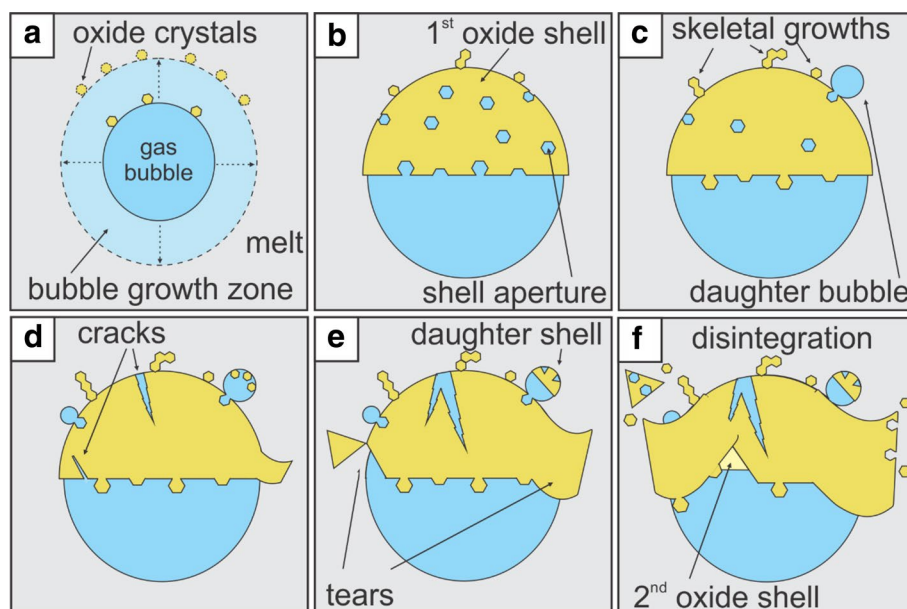 a
oxide crystals
gas
bubble
melt
bubble growth zone
b
1st oxide shell
shell aperture
c
skeletal growths
daughter bubble
d
cracks
e
daughter shell
tears
f
disintegration
2nd oxide shell